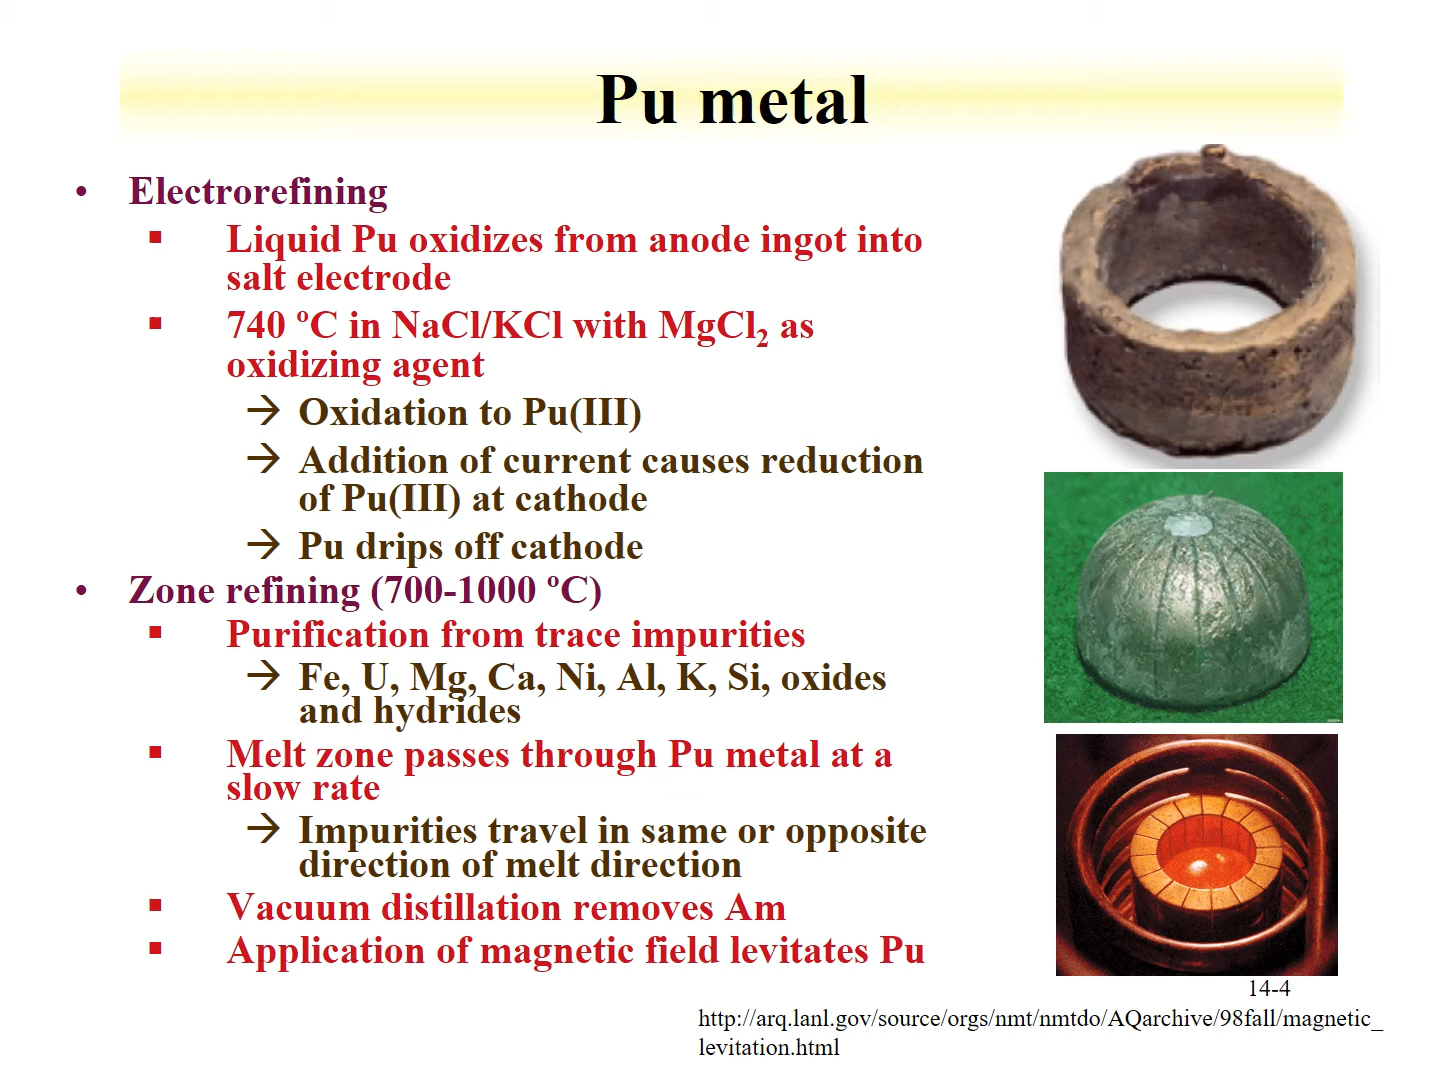 Pu metal
• Electrorefining
▪ Liquid Pu oxidizes from anode ingot into
salt electrode
▪ 740 ºC in NaCl/KCl with MgCl₂ as
oxidizing agent
→ Oxidation to Pu(III)
→ Addition of current causes reduction
of Pu(III) at cathode
→ Pu drips off cathode
• Zone refining (700-1000 ºC)
▪ Purification from trace impurities
→ Fe, U, Mg, Ca, Ni, Al, K, Si, oxides
and hydrides
▪ Melt zone passes through Pu metal at a
slow rate
→ Impurities travel in same or opposite
direction of melt direction
▪ Vacuum distillation removes Am
▪ Application of magnetic field levitates Pu
14-4
http://arq.lanl.gov/source/orgs/nmt/nmtdo/AQarchive/98fall/magnetic_
levitation.html